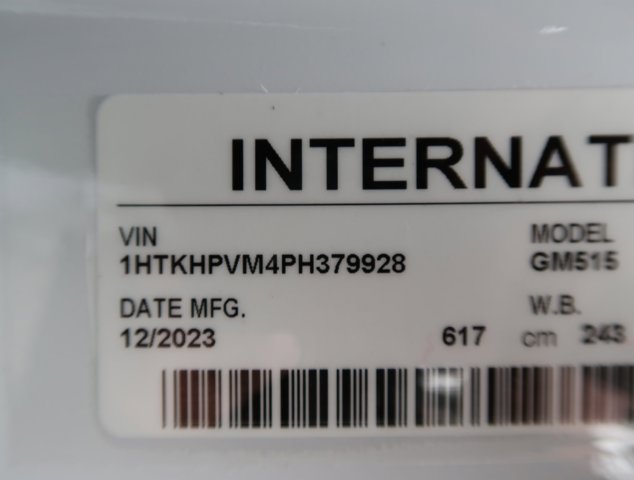 INTERNAT
VIN MODEL
1HTKHPVM4PH379928 GM515
DATE MFG. W.B.
12/2023 617 cm 243